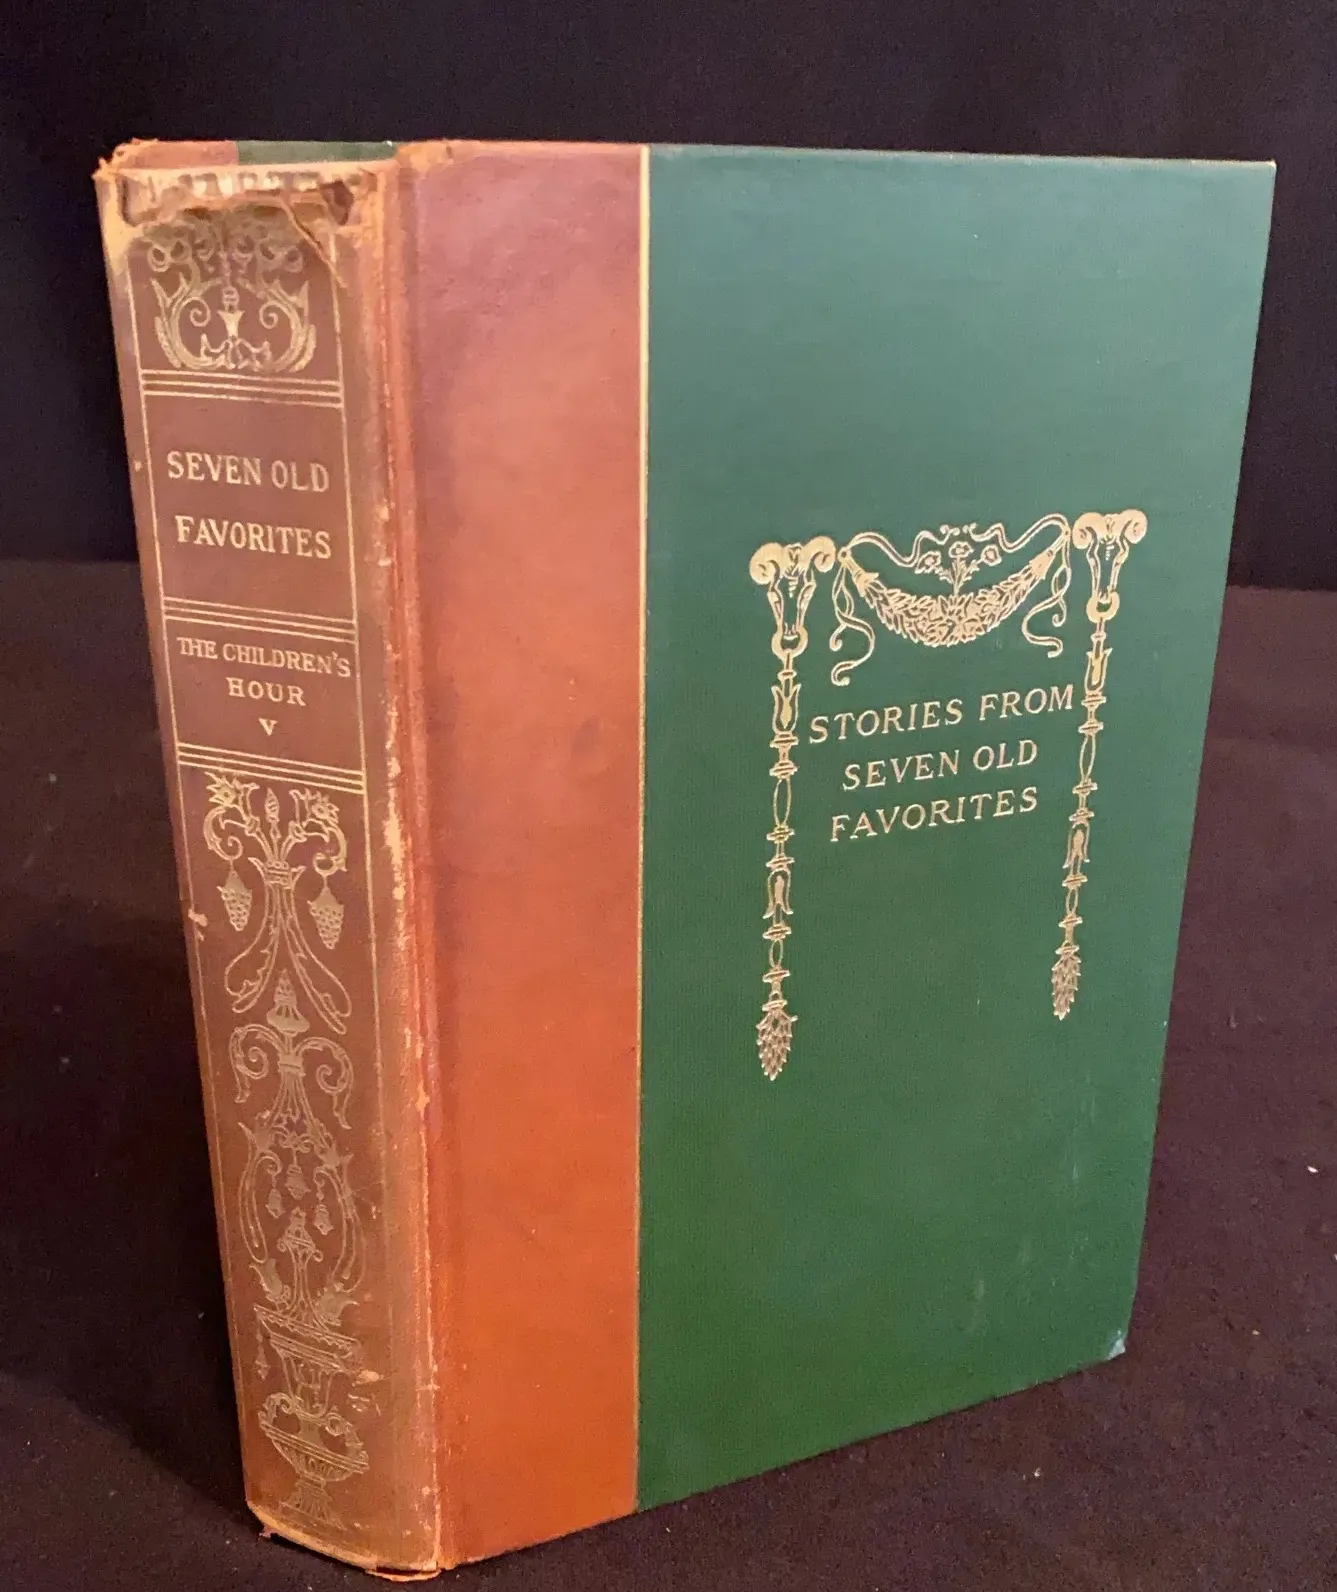 SEVEN OLD
FAVORITES
THE CHILDREN'S
HOUR
V
STORIES FROM
SEVEN OLD
FAVORITES